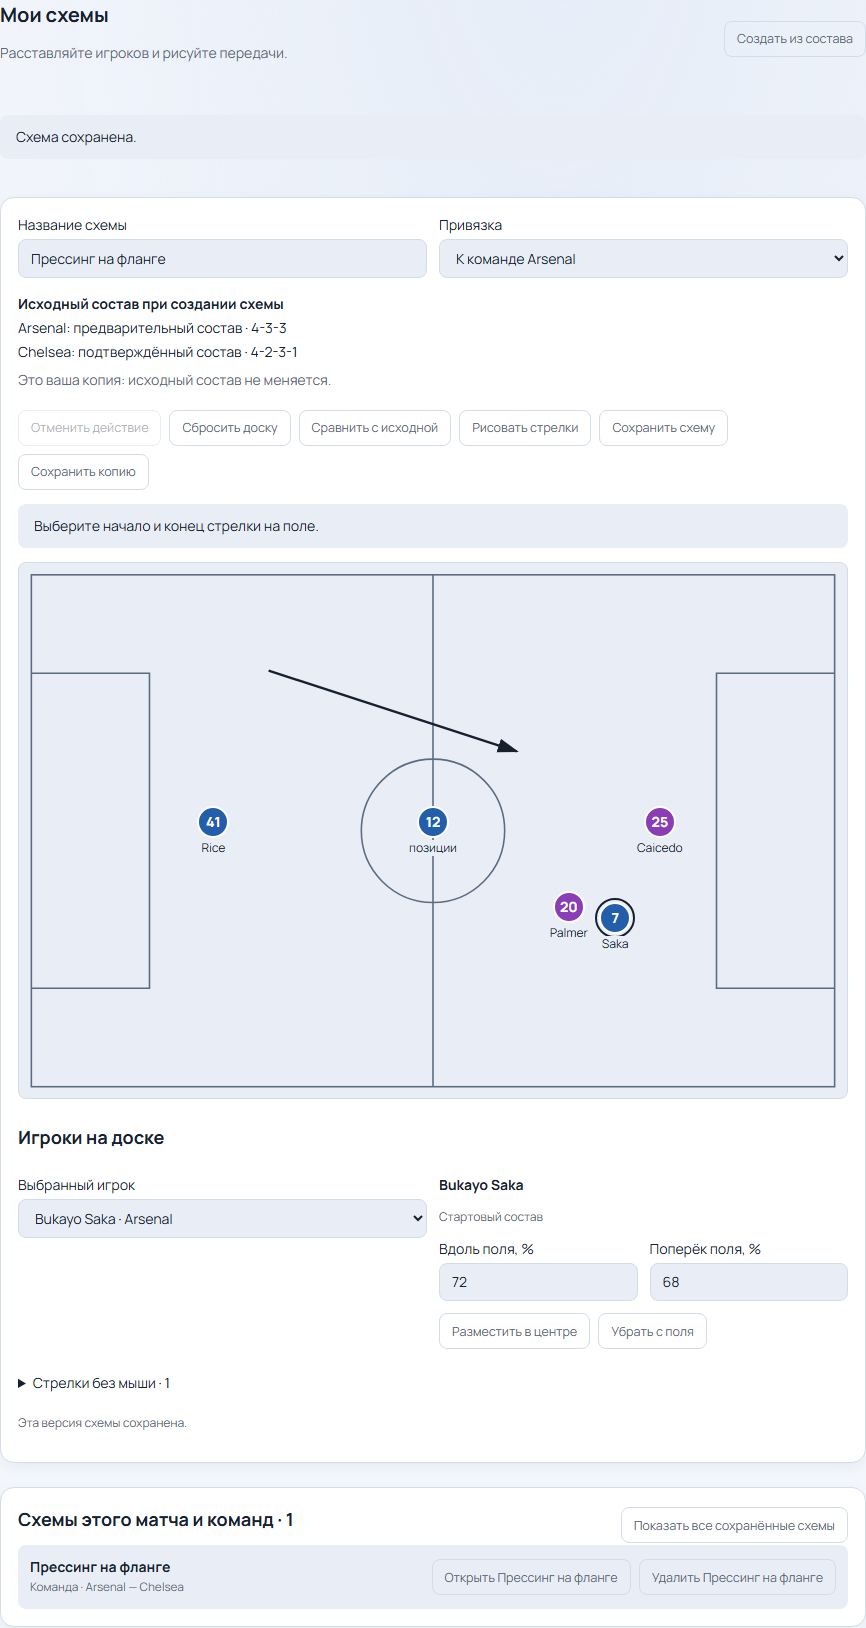 Мои схемы
Расставляйте игроков и рисуйте передачи.
Создать из состава
Схема сохранена.
Название схемы
Привязка
Прессинг на фланге
К команде Arsenal
Исходный состав при создании схемы
Arsenal: предварительный состав · 4-3-3
Chelsea: подтверждённый состав · 4-2-3-1
Это ваша копия: исходный состав не меняется.
Отменить действие
Сбросить доску
Сравнить с исходной
Рисовать стрелки
Сохранить схему
Сохранить копию
Выберите начало и конец стрелки на поле.
41
Rice
12
позиции
25
Caicedo
20
Palmer
7
Saka
Игроки на доске
Выбранный игрок
Bukayo Saka · Arsenal
Bukayo Saka
Стартовый состав
Вдоль поля, %
Поперёк поля, %
72
68
Разместить в центре
Убрать с поля
Стрелки без мыши · 1
Эта версия схемы сохранена.
Схемы этого матча и команд · 1
Показать все сохранённые схемы
Прессинг на фланге
Команда · Arsenal — Chelsea
Открыть Прессинг на фланге
Удалить Прессинг на фланге